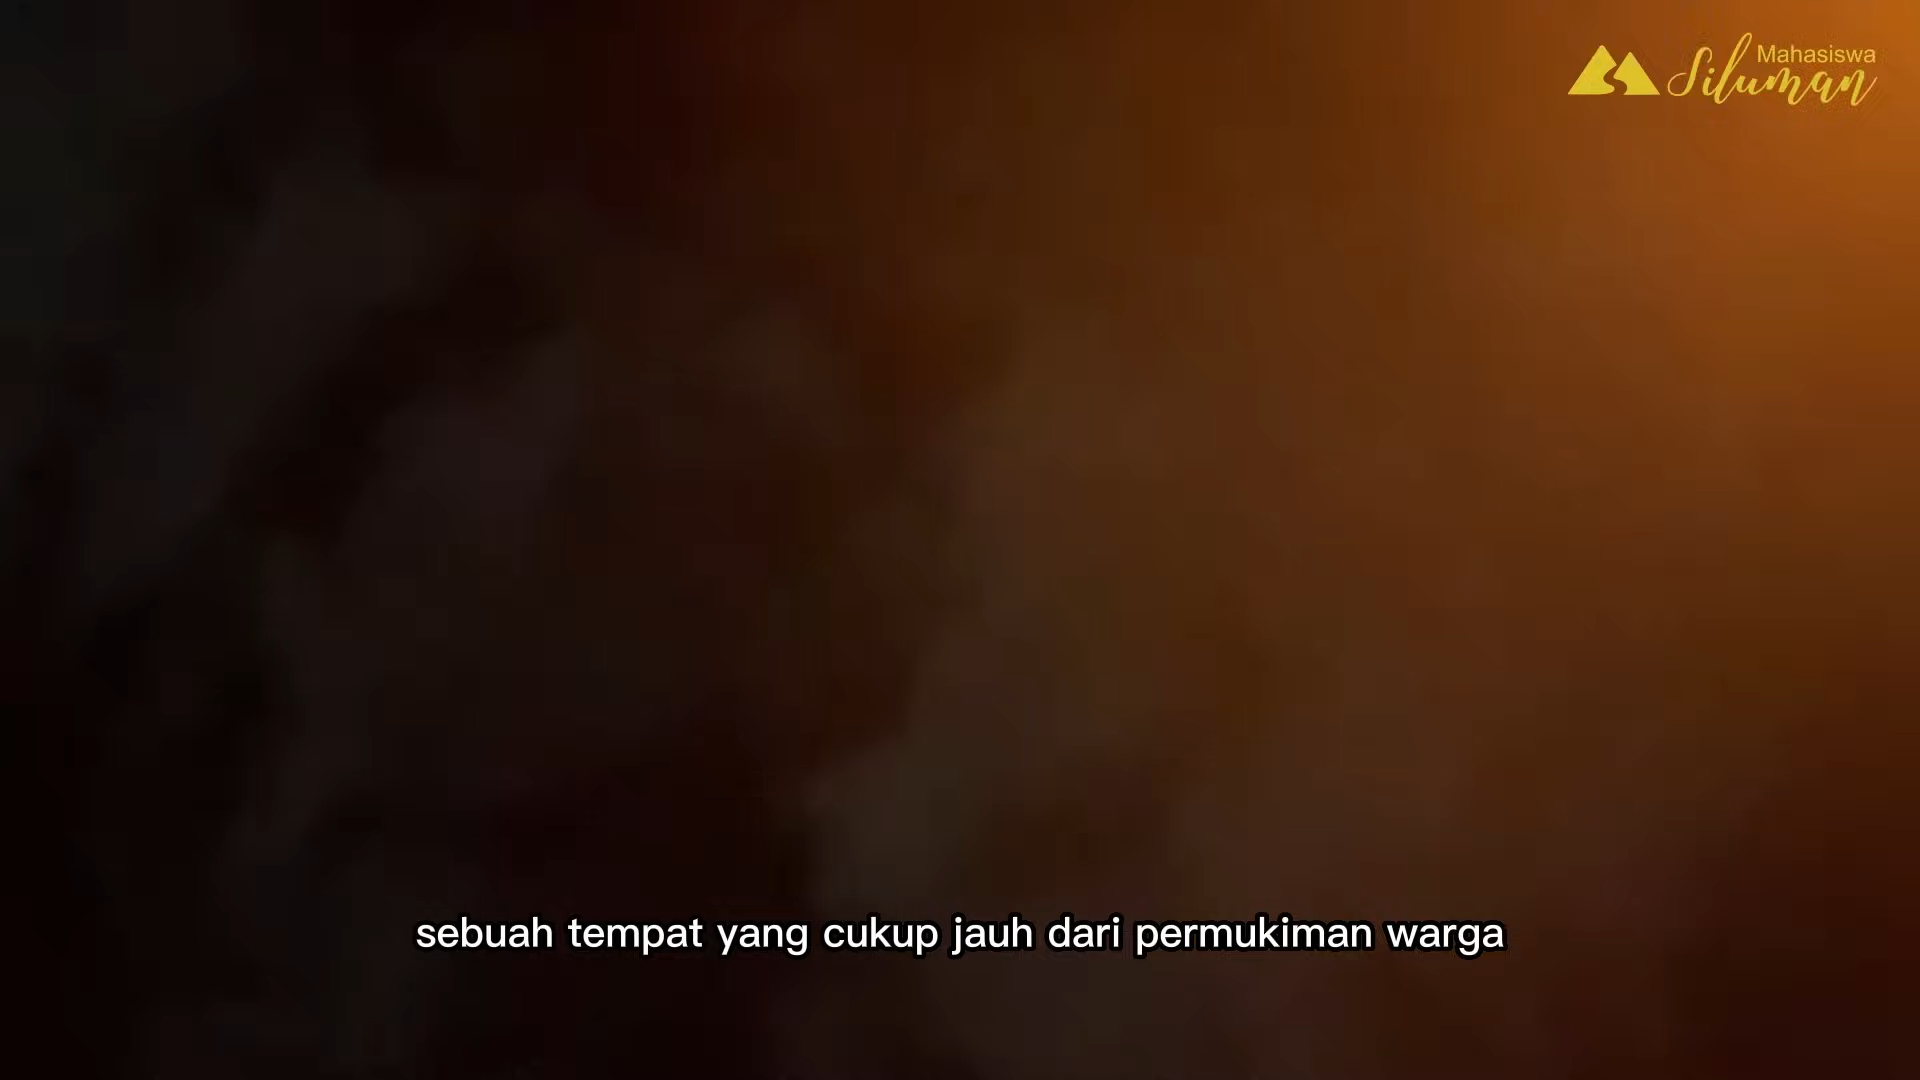 Mahasiswa
Siluman
sebuah tempat yang cukup jauh dari permukiman warga